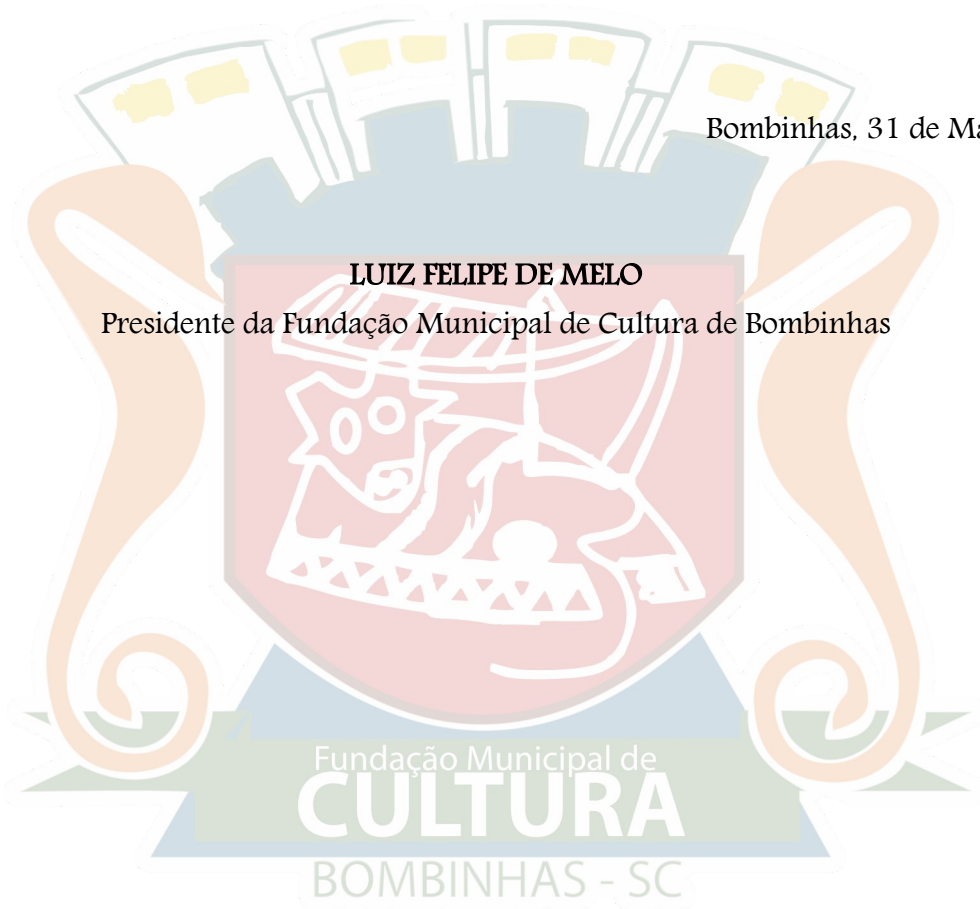 Bombinhas, 31 de Ma
LUIZ FELIPE DE MELO
Presidente da Fundação Municipal de Cultura de Bombinhas
Fundação Municipal de
CULTURA
BOMBINHAS - SC